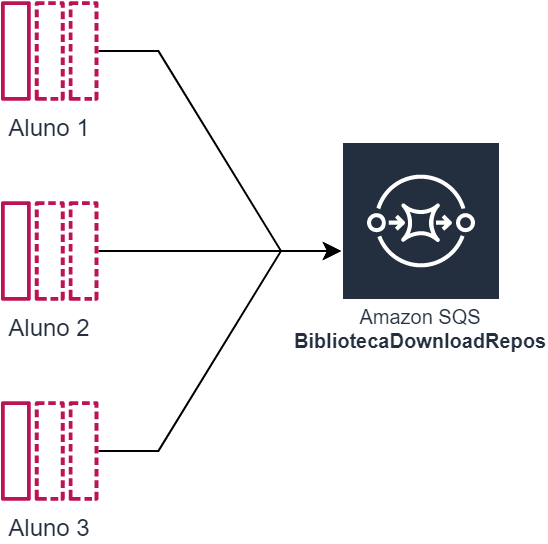 Aluno 1
Aluno 2
Amazon SQS
BibliotecaDownloadRepos
Aluno 3